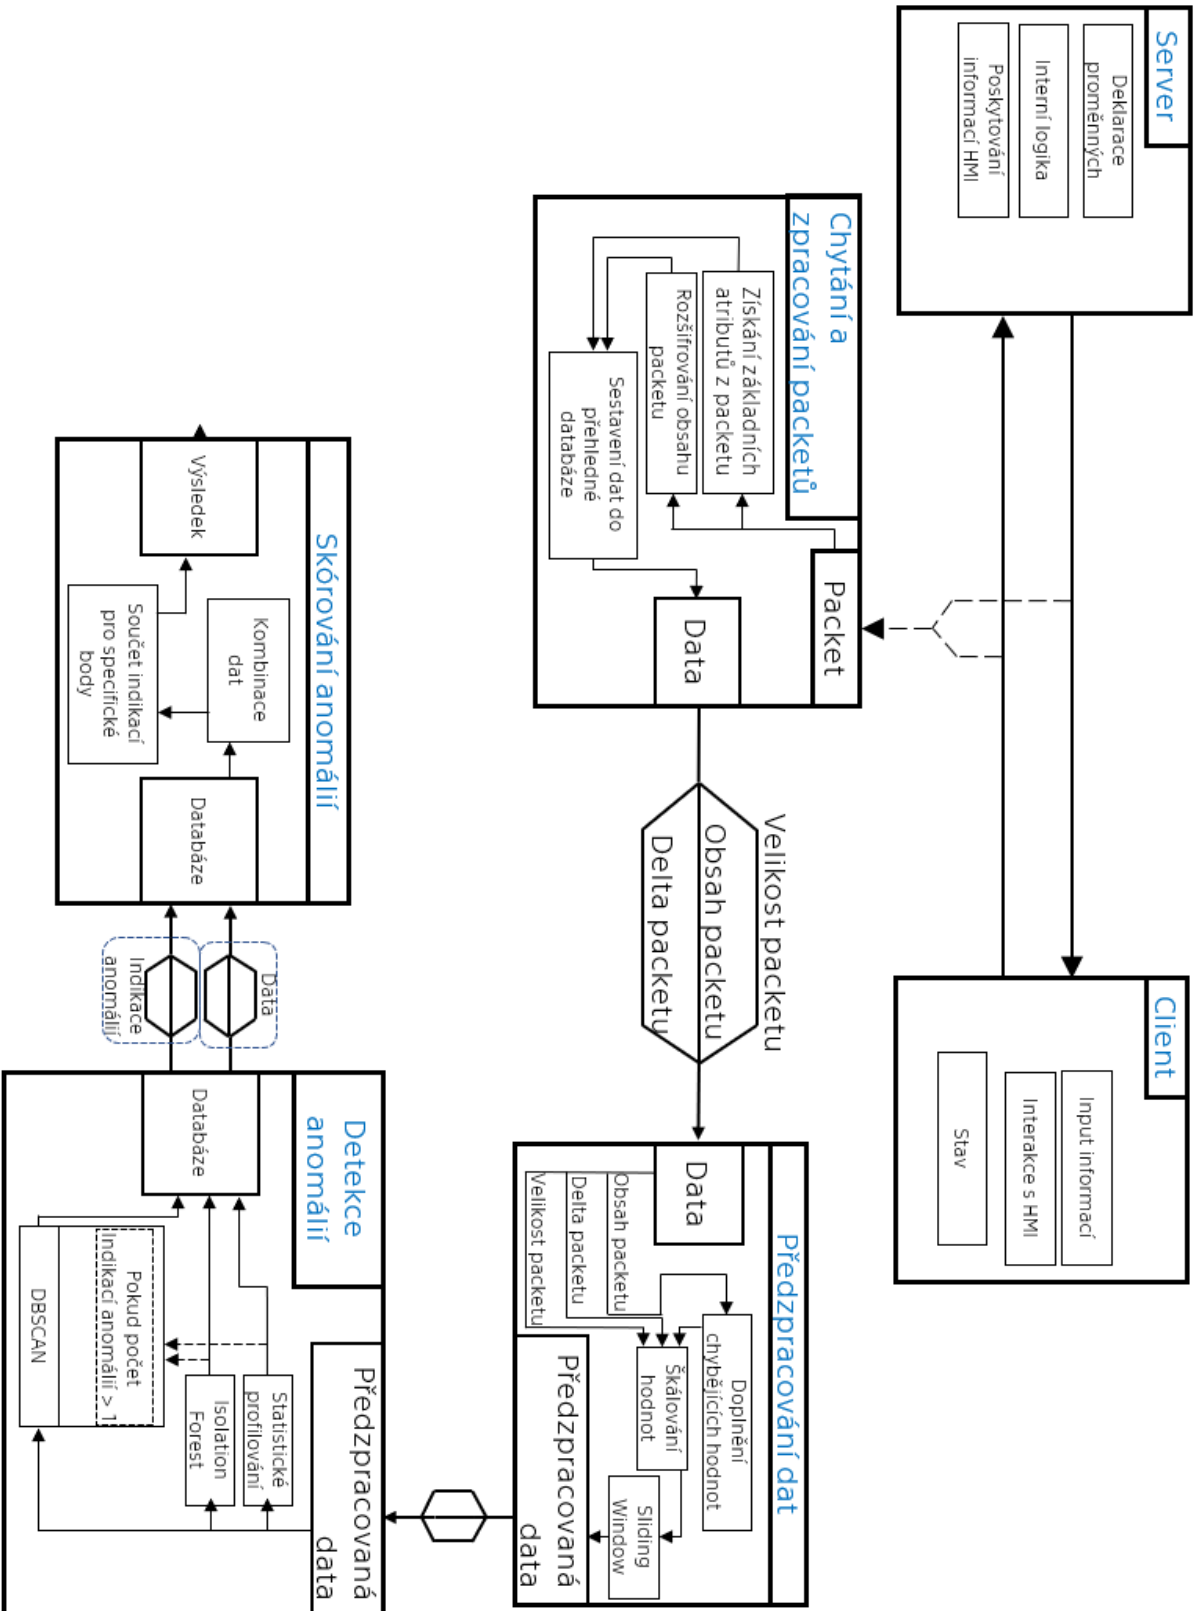 Server
Deklarace
proměnných
Interní logika
Poskytování
informací HMI
Client
Input informací
Interakce s HMI
Stav
Chytání a
zpracování packetů
Packet
Získání základních
atributů z packetu
Rozšifrování obsahu
packetu
Sestavení dat do
přehledné
databáze
Data
Velikost packetu
Obsah packetu
Delta packetu
Předzpracování dat
Data
Obsah packetu
Delta packetu
Velikost packetu
Doplnění
chybějících hodnot
Škálování
hodnot
Sliding
Window
Předzpracovaná
data
Detekce
anomálií
Předzpracovaná
data
Statistické
profilování
Isolation
Forest
Pokud počet
Indikací anomálií > 1
DBSCAN
Databáze
Data
Indikace
anomálií
Skórování anomálií
Databáze
Kombinace
dat
Součet indikací
pro specifické
body
Výsledek